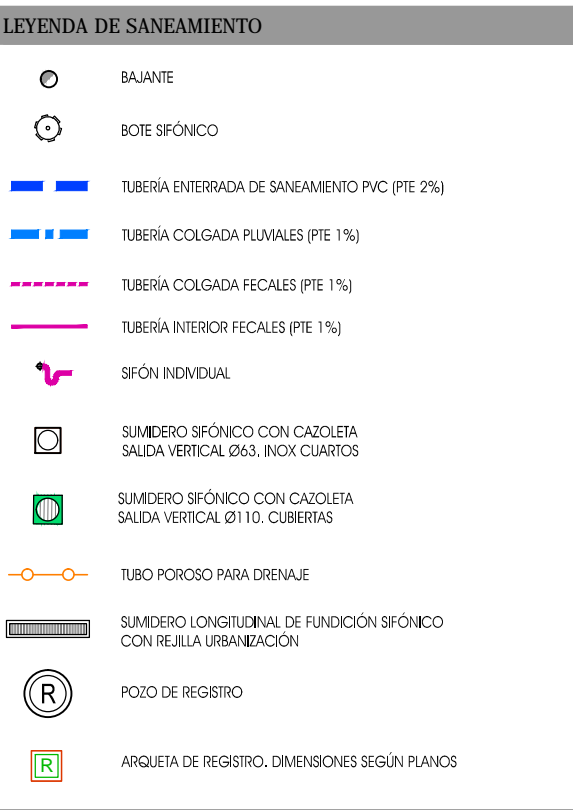 LEYENDA DE SANEAMIENTO
BAJANTE
BOTE SIFÓNICO
TUBERÍA ENTERRADA DE SANEAMIENTO PVC (PTE 2%)
TUBERÍA COLGADA PLUVIALES (PTE 1%)
TUBERÍA COLGADA FECALES (PTE 1%)
TUBERÍA INTERIOR FECALES (PTE 1%)
SIFÓN INDIVIDUAL
SUMIDERO SIFÓNICO CON CAZOLETA
SALIDA VERTICAL Ø63. INOX CUARTOS
SUMIDERO SIFÓNICO CON CAZOLETA
SALIDA VERTICAL Ø110. CUBIERTAS
TUBO POROSO PARA DRENAJE
SUMIDERO LONGITUDINAL DE FUNDICIÓN SIFÓNICO
CON REJILLA URBANIZACIÓN
R POZO DE REGISTRO
R ARQUETA DE REGISTRO. DIMENSIONES SEGÚN PLANOS